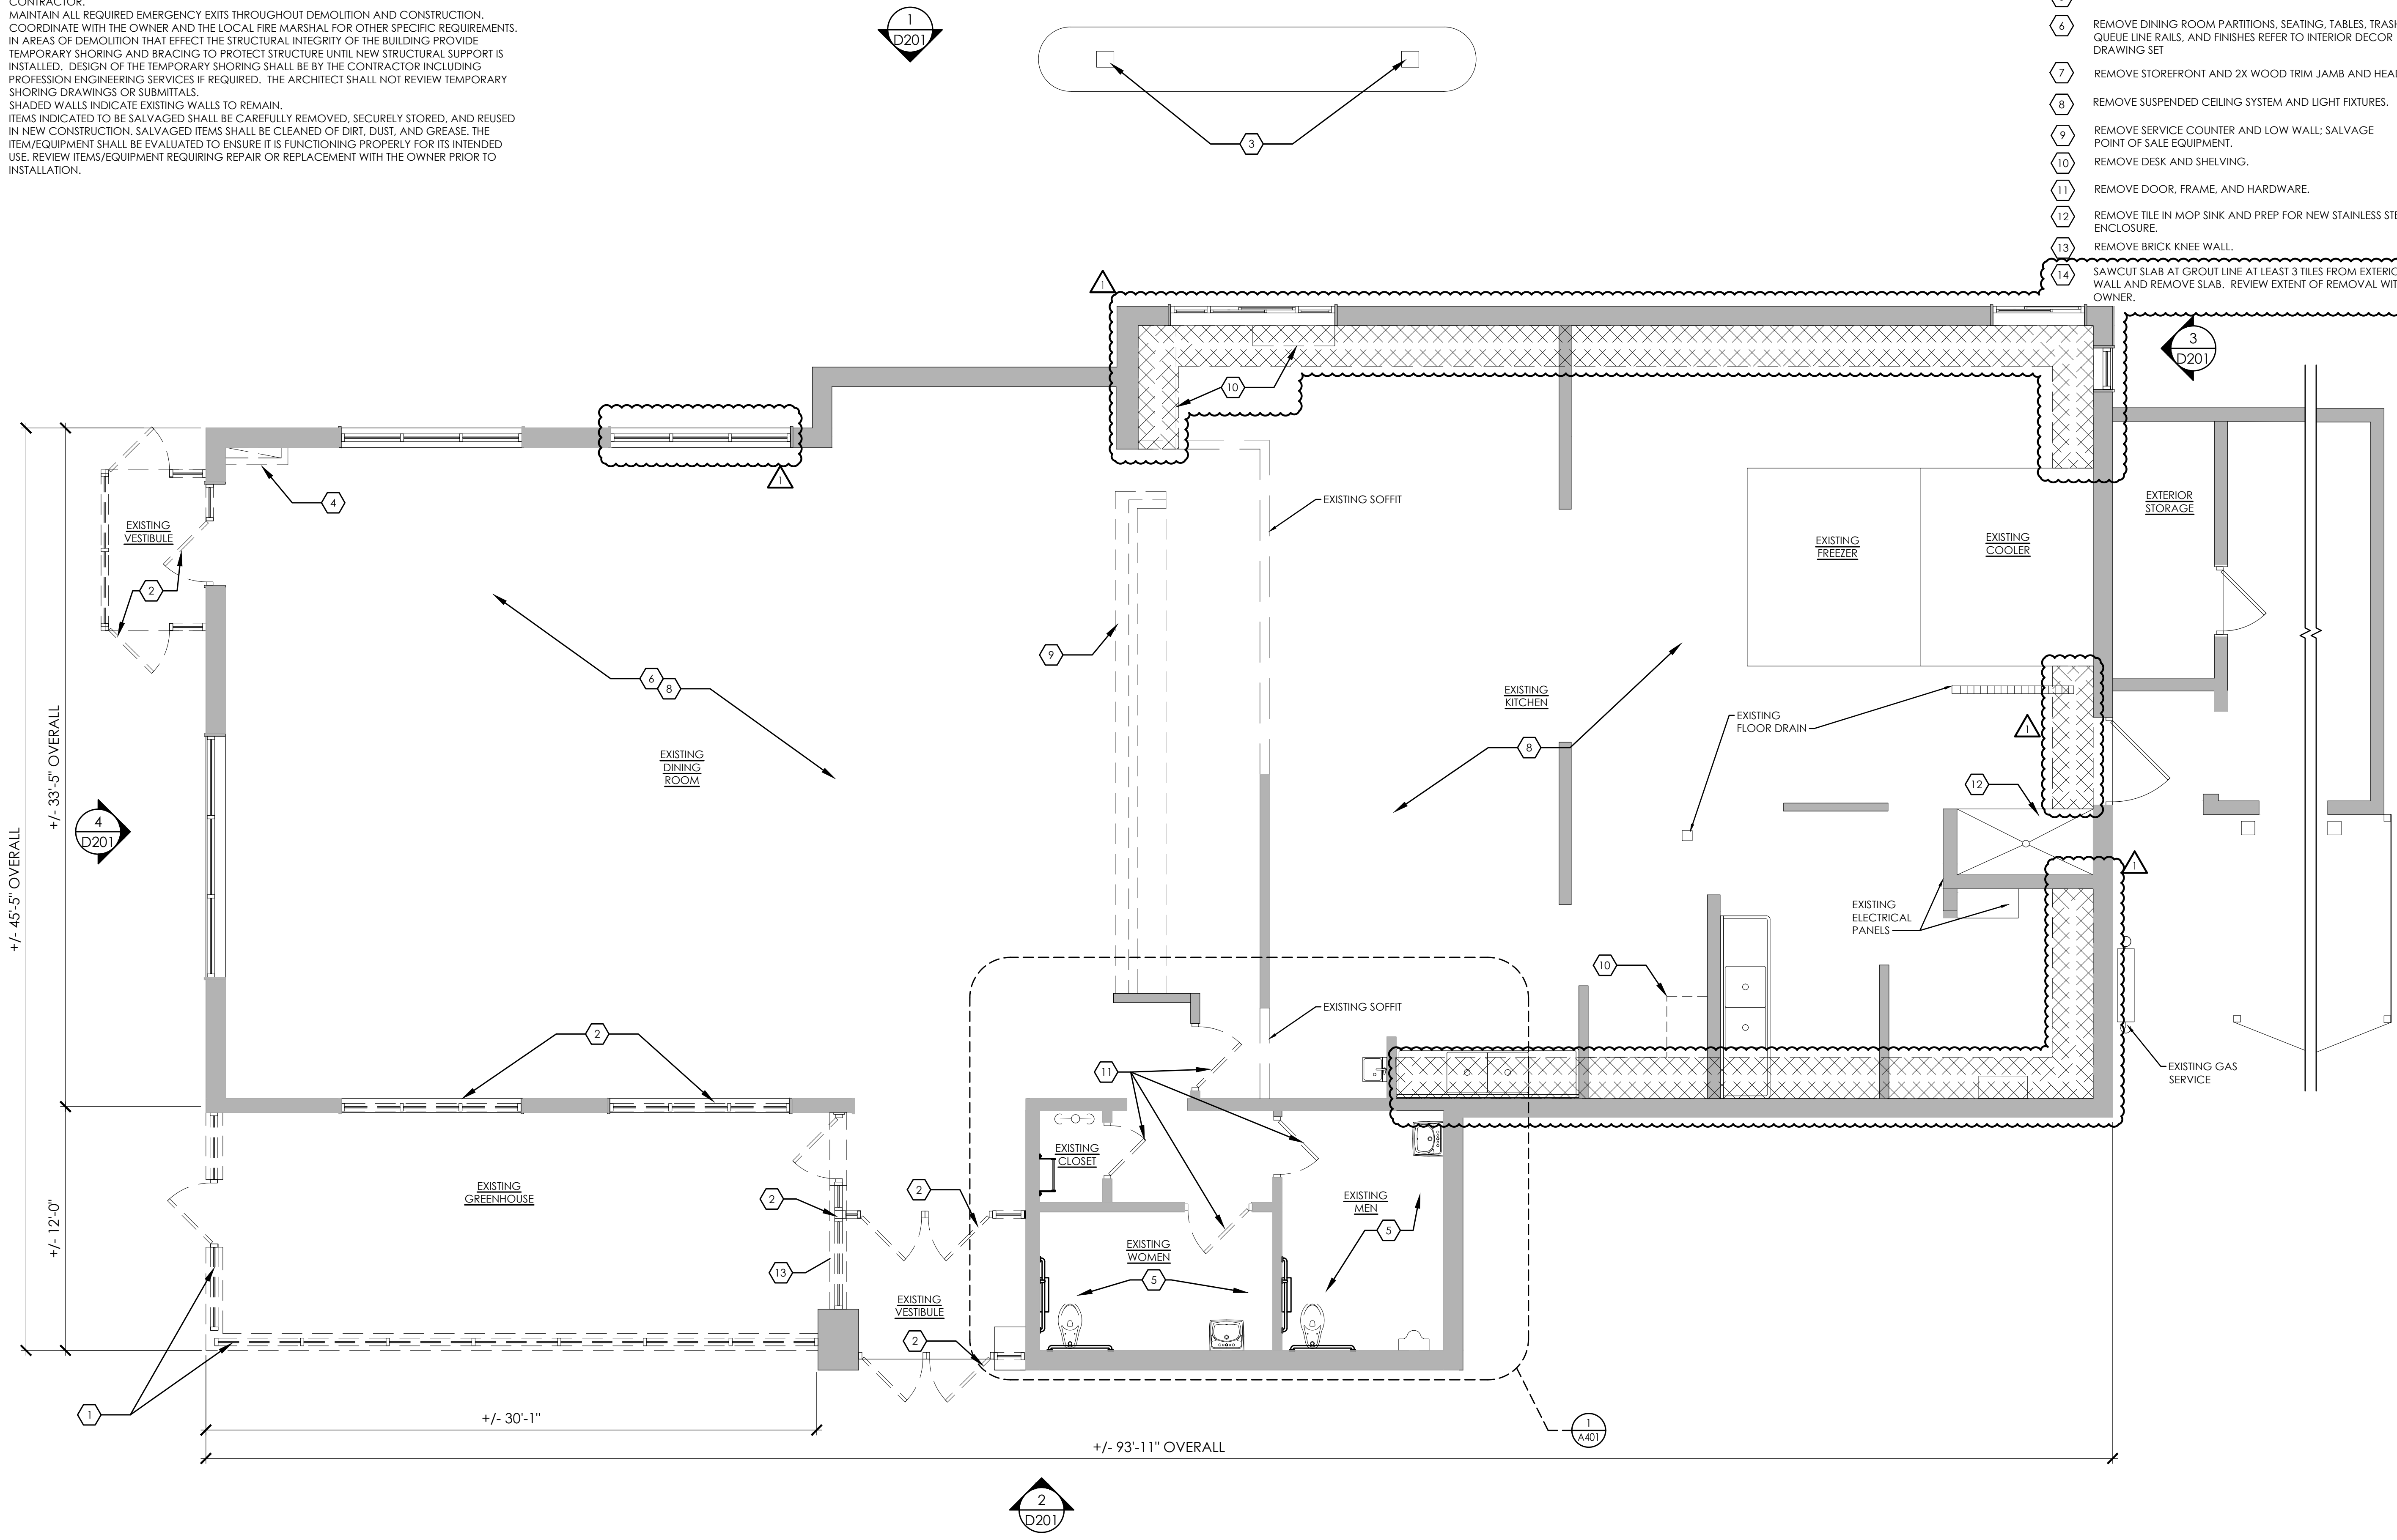 CONTRACTOR.
MAINTAIN ALL REQUIRED EMERGENCY EXITS THROUGHOUT DEMOLITION AND CONSTRUCTION.
COORDINATE WITH THE OWNER AND THE LOCAL FIRE MARSHAL FOR OTHER SPECIFIC REQUIREMENTS.
IN AREAS OF DEMOLITION THAT EFFECT THE STRUCTURAL INTEGRITY OF THE BUILDING PROVIDE
TEMPORARY SHORING AND BRACING TO PROTECT STRUCTURE UNTIL NEW STRUCTURAL SUPPORT IS
INSTALLED. DESIGN OF THE TEMPORARY SHORING SHALL BE BY THE CONTRACTOR INCLUDING
PROFESSION ENGINEERING SERVICES IF REQUIRED. THE ARCHITECT SHALL NOT REVIEW TEMPORARY
SHORING DRAWINGS OR SUBMITTALS.
SHADED WALLS INDICATE EXISTING WALLS TO REMAIN.
ITEMS INDICATED TO BE SALVAGED SHALL BE CAREFULLY REMOVED, SECURELY STORED, AND REUSED
IN NEW CONSTRUCTION. SALVAGED ITEMS SHALL BE CLEANED OF DIRT, DUST, AND GREASE. THE
ITEM/EQUIPMENT SHALL BE EVALUATED TO ENSURE IT IS FUNCTIONING PROPERLY FOR ITS INTENDED
USE. REVIEW ITEMS/EQUIPMENT REQUIRING REPAIR OR REPLACEMENT WITH THE OWNER PRIOR TO
INSTALLATION.
1
D201
3
6 REMOVE DINING ROOM PARTITIONS, SEATING, TABLES, TRASH
QUEUE LINE RAILS, AND FINISHES REFER TO INTERIOR DECOR
DRAWING SET
7 REMOVE STOREFRONT AND 2X WOOD TRIM JAMB AND HEA
8 REMOVE SUSPENDED CEILING SYSTEM AND LIGHT FIXTURES.
9 REMOVE SERVICE COUNTER AND LOW WALL; SALVAGE
POINT OF SALE EQUIPMENT.
10 REMOVE DESK AND SHELVING.
11 REMOVE DOOR, FRAME, AND HARDWARE.
12 REMOVE TILE IN MOP SINK AND PREP FOR NEW STAINLESS STE
ENCLOSURE.
13 REMOVE BRICK KNEE WALL.
14 SAWCUT SLAB AT GROUT LINE AT LEAST 3 TILES FROM EXTERIO
WALL AND REMOVE SLAB. REVIEW EXTENT OF REMOVAL WIT
OWNER.
1
3
D201
10
1
4
EXISTING SOFFIT
EXTERIOR
STORAGE
EXISTING
VESTIBULE
EXISTING
FREEZER
EXISTING
COOLER
2
9
6
8
EXISTING
KITCHEN
EXISTING
FLOOR DRAIN
1
8
EXISTING
DINING
ROOM
12
+/- 33'-5" OVERALL
+/- 45'-5" OVERALL
4
D201
1
EXISTING
ELECTRICAL
PANELS
10
EXISTING SOFFIT
2
11
EXISTING GAS
SERVICE
EXISTING
CLOSET
EXISTING
GREENHOUSE
2
2
EXISTING
MEN
5
+/- 12'-0"
EXISTING
WOMEN
5
13
EXISTING
VESTIBULE
2
1
+/- 30'-1"
1
A401
+/- 93'-11" OVERALL
2
D201